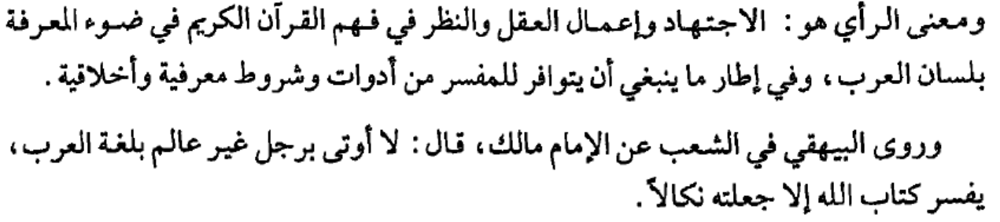 ومعنى الرأي هو : الاجتهاد وإعمال العقل والنظر في فهم القرآن الكريم في ضوء المعرفة
بلسان العرب ، وفي إطار ما ينبغي أن يتوافر للمفسر من أدوات وشروط معرفية وأخلاقية .
وروى البيهقي في الشعب عن الإمام مالك ، قال : لا أوتى برجل غير عالم بلغة العرب ،
يفسر كتاب الله إلا جعلته نكالاً .